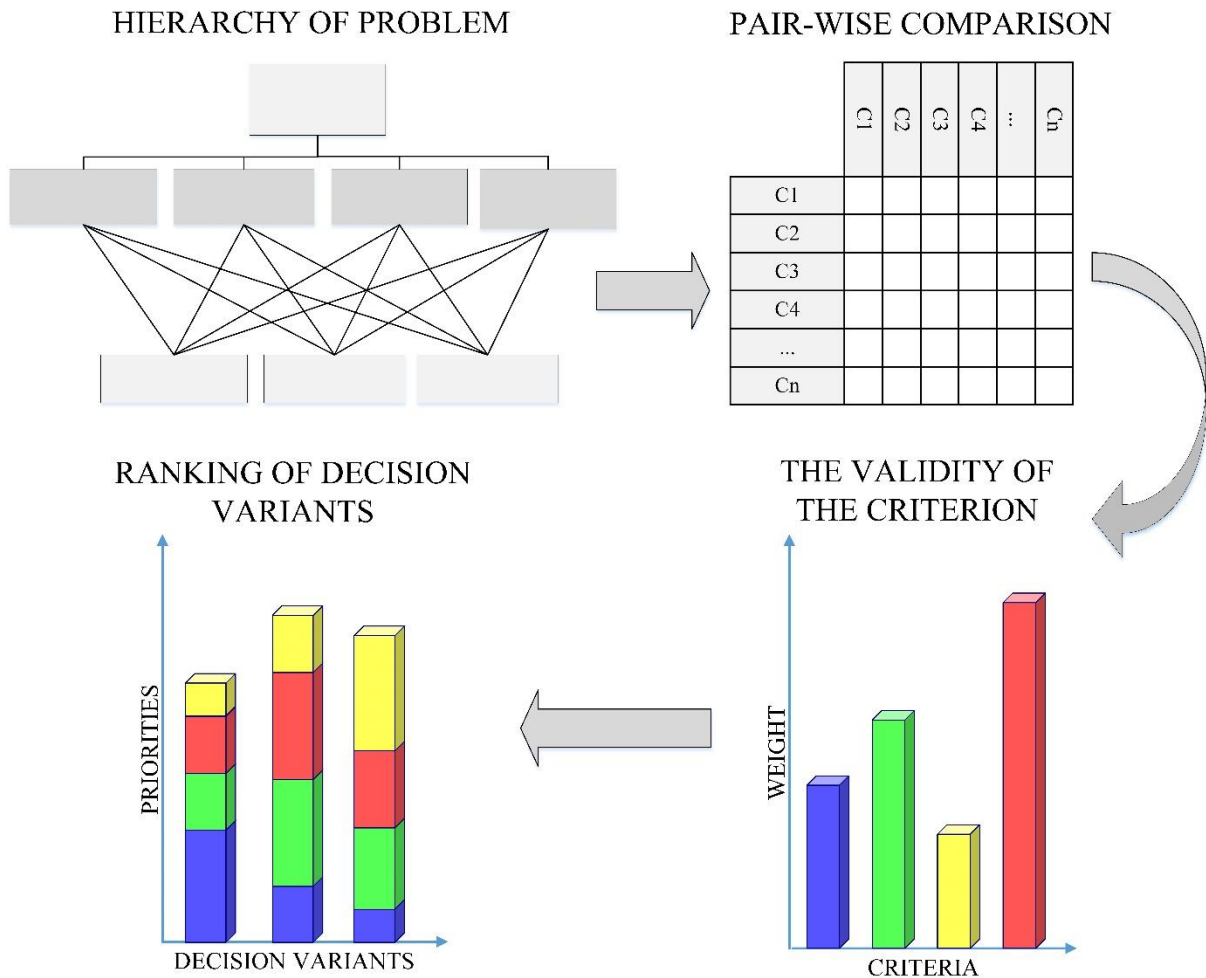 HIERARCHY OF PROBLEM
PAIR-WISE COMPARISON
C1 C2 C3 C4 ... Cn
C1
C2
C3
C4
...
Cn
RANKING OF DECISION
VARIANTS
PRIORITIES
DECISION VARIANTS
THE VALIDITY OF
THE CRITERION
WEIGHT
CRITERIA